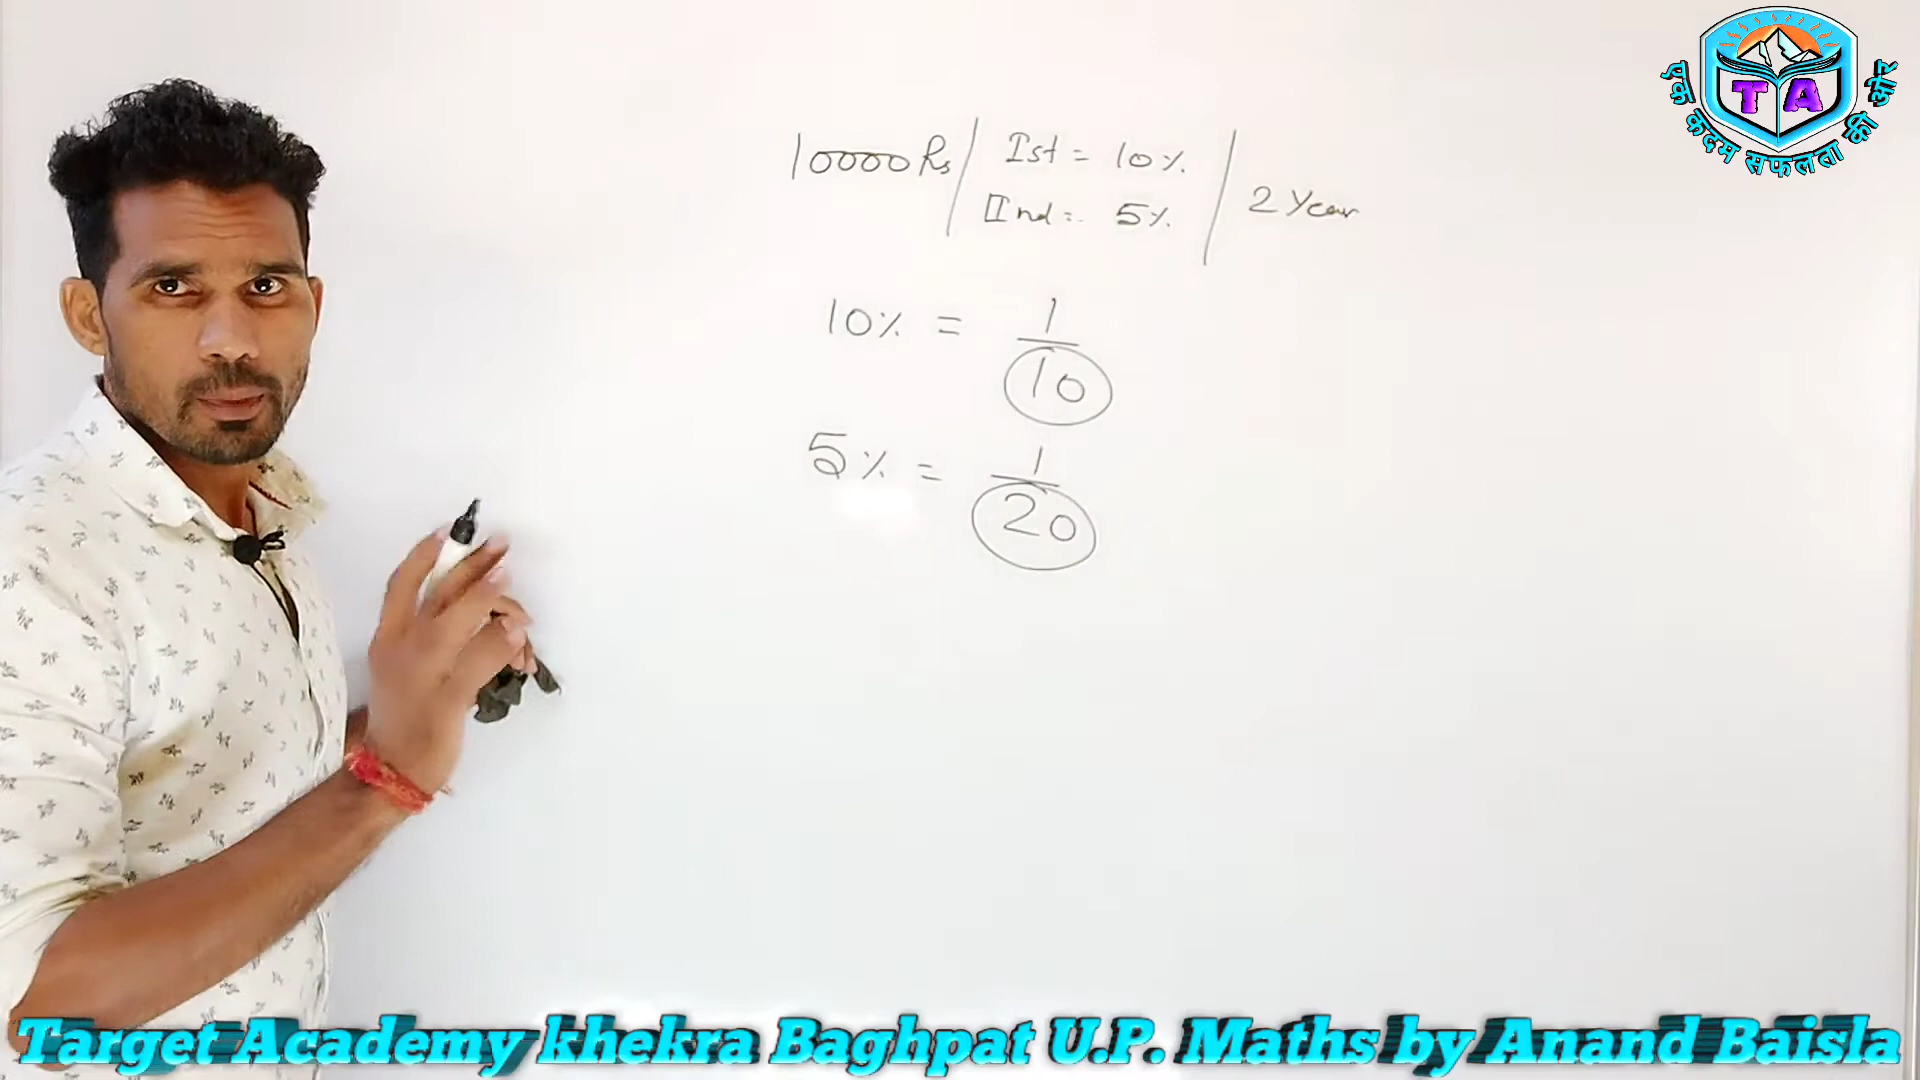 10000 Rs / Ist = 10% / 2 Year
IInd = 5%
10% = 1/10
5% = 1/20
TA
बढ़ते कदम सफलता की ओर
Target Academy khekra Baghpat U.P. Maths by Anand Baisla